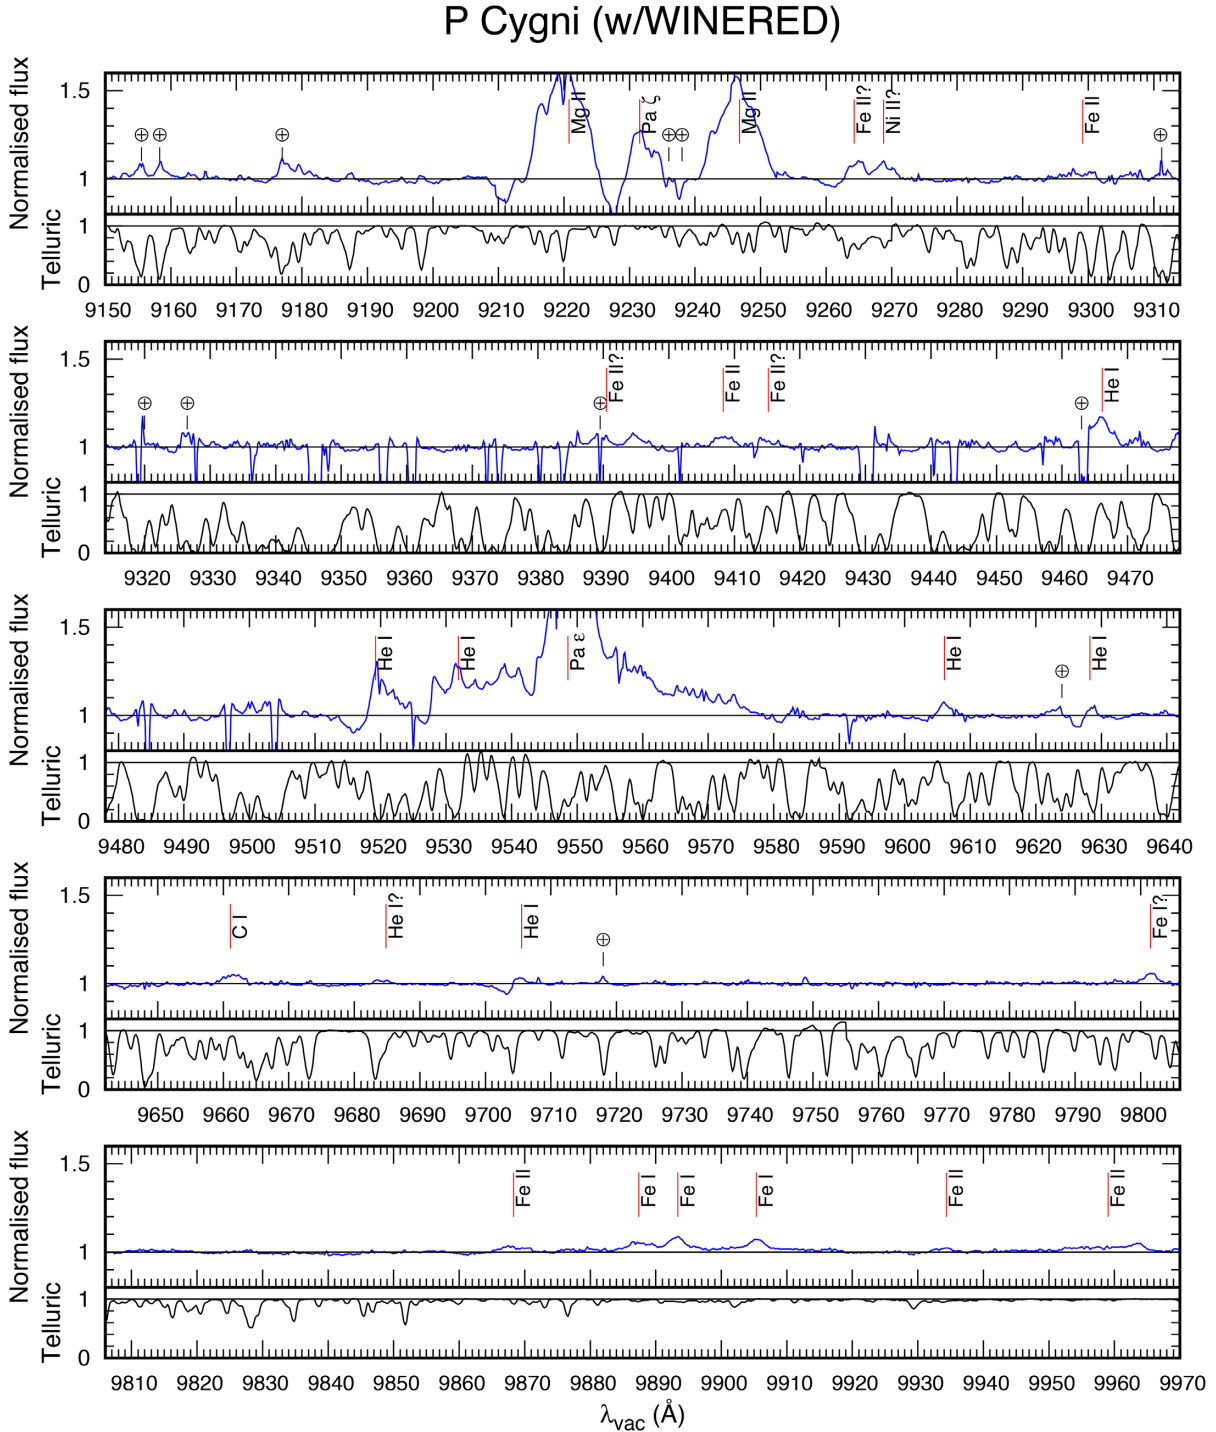 P Cygni (w/WINERED)
Normalised flux
1.5
1
⊕ ⊕ ⊕ Mg II Pa ζ ⊕ ⊕ Mg II Fe II? Ni II? Fe II ⊕
Telluric
1
0
9150 9160 9170 9180 9190 9200 9210 9220 9230 9240 9250 9260 9270 9280 9290 9300 9310
Normalised flux
1.5
1
⊕ ⊕ ⊕ Fe II? Fe II Fe II? ⊕ He I
Telluric
1
0
9320 9330 9340 9350 9360 9370 9380 9390 9400 9410 9420 9430 9440 9450 9460 9470
Normalised flux
1.5
1
He I He I Pa ε He I ⊕ He I
Telluric
1
0
9480 9490 9500 9510 9520 9530 9540 9550 9560 9570 9580 9590 9600 9610 9620 9630 9640
Normalised flux
1.5
1
C I He I? He I ⊕ Fe I?
Telluric
1
0
9650 9660 9670 9680 9690 9700 9710 9720 9730 9740 9750 9760 9770 9780 9790 9800
Normalised flux
1.5
1
Fe II Fe I Fe I Fe I Fe II Fe II
Telluric
1
0
9810 9820 9830 9840 9850 9860 9870 9880 9890 9900 9910 9920 9930 9940 9950 9960 9970
λvac (Å)